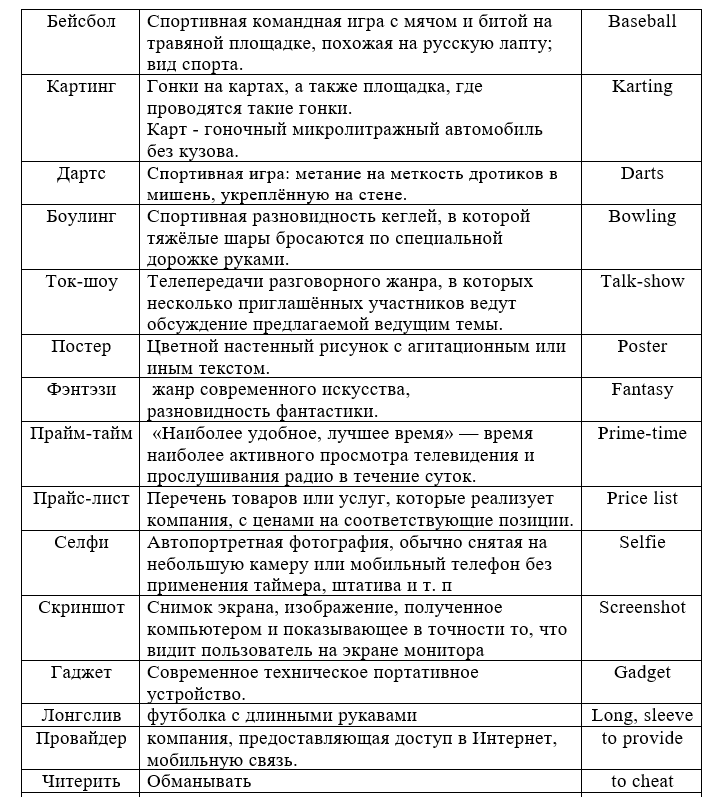 Бейсбол Спортивная командная игра с мячом и битой на Baseball
травяной площадке, похожая на русскую лапту;
вид спорта.
Картинг Гонки на картах, а также площадка, где Karting
проводятся такие гонки.
Карт - гоночный микролитражный автомобиль
без кузова.
Дартс Спортивная игра: метание на меткость дротиков в Darts
мишень, укреплённую на стене.
Боулинг Спортивная разновидность кеглей, в которой Bowling
тяжёлые шары бросаются по специальной
дорожке руками.
Ток-шоу Телепередачи разговорного жанра, в которых Talk-show
несколько приглашённых участников ведут
обсуждение предлагаемой ведущим темы.
Постер Цветной настенный рисунок с агитационным или Poster
иным текстом.
Фэнтэзи жанр современного искусства, Fantasy
разновидность фантастики.
Прайм-тайм «Наиболее удобное, лучшее время» — время Prime-time
наиболее активного просмотра телевидения и
прослушивания радио в течение суток.
Прайс-лист Перечень товаров или услуг, которые реализует Price list
компания, с ценами на соответствующие позиции.
Селфи Автопортретная фотография, обычно снятая на Selfie
небольшую камеру или мобильный телефон без
применения таймера, штатива и т. п
Скриншот Снимок экрана, изображение, полученное Screenshot
компьютером и показывающее в точности то, что
видит пользователь на экране монитора
Гаджет Современное техническое портативное Gadget
устройство.
Лонгслив футболка с длинными рукавами Long, sleeve
Провайдер компания, предоставляющая доступ в Интернет, to provide
мобильную связь.
Читерить Обманывать to cheat